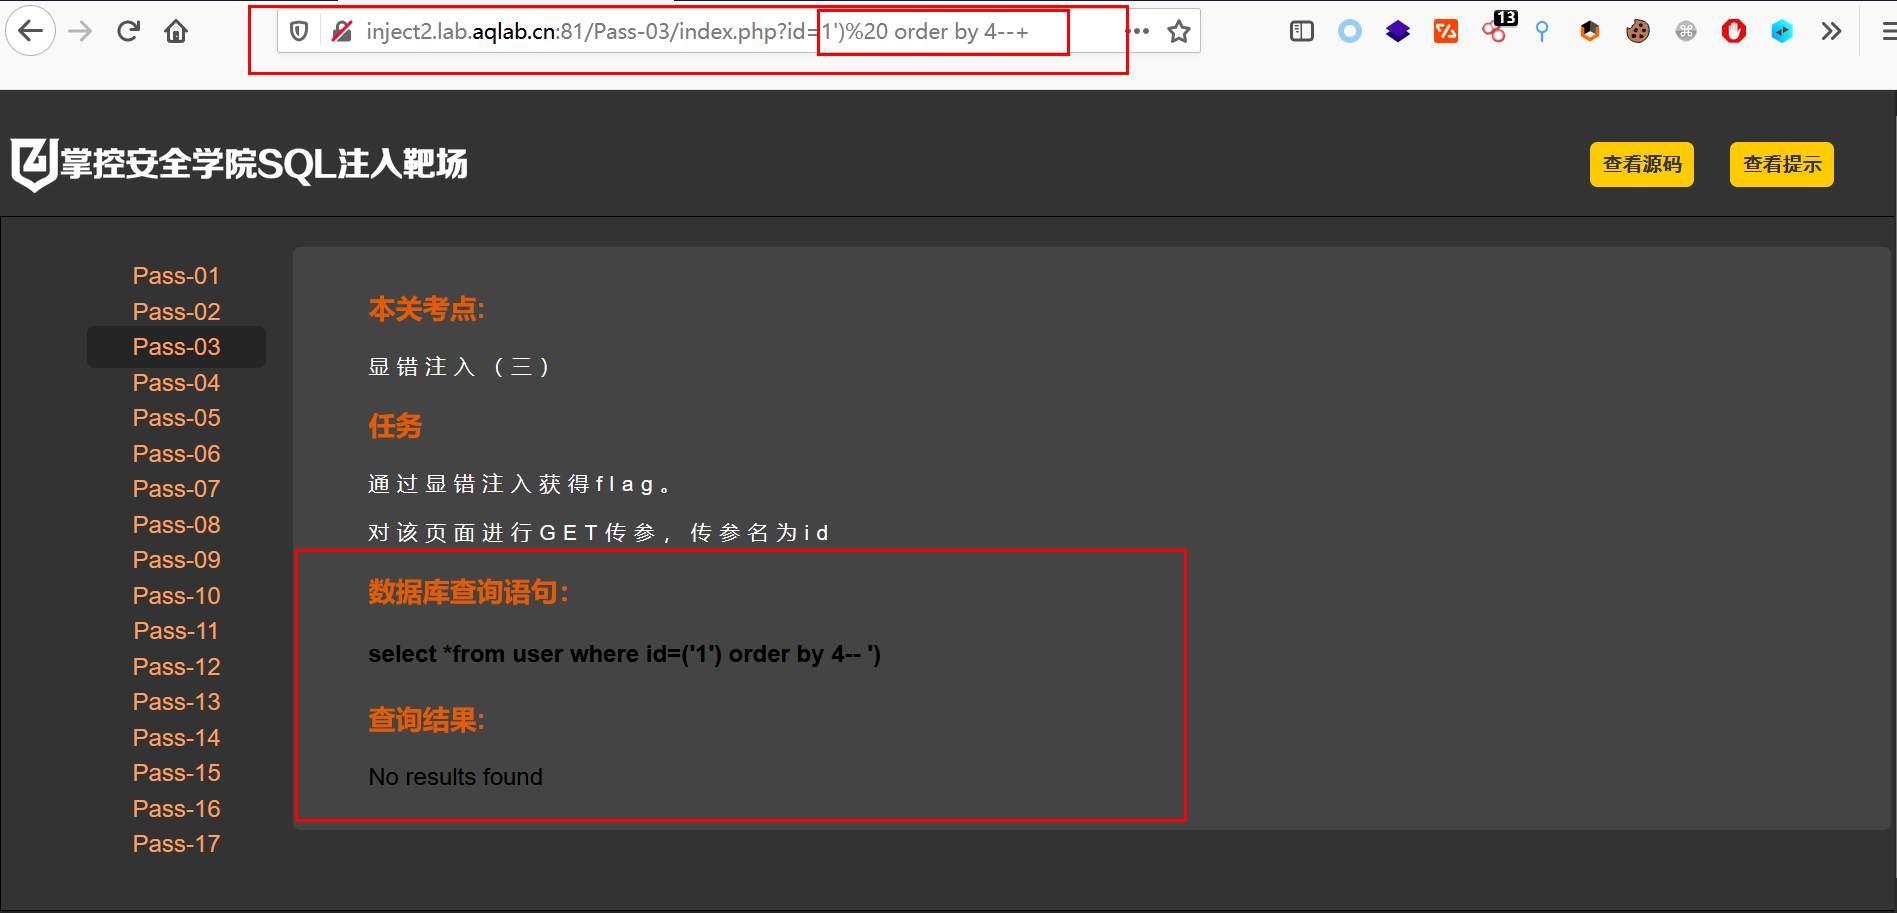 inject2.lab.aqlab.cn:81/Pass-03/index.php?id=1')%20 order by 4--+
13
掌控安全学院SQL注入靶场
查看源码
查看提示
Pass-01
Pass-02
Pass-03
Pass-04
Pass-05
Pass-06
Pass-07
Pass-08
Pass-09
Pass-10
Pass-11
Pass-12
Pass-13
Pass-14
Pass-15
Pass-16
Pass-17
本关考点:
显错注入（三）
任务
通过显错注入获得flag。
对该页面进行GET传参，传参名为id
数据库查询语句：
select *from user where id=('1') order by 4-- ')
查询结果:
No results found